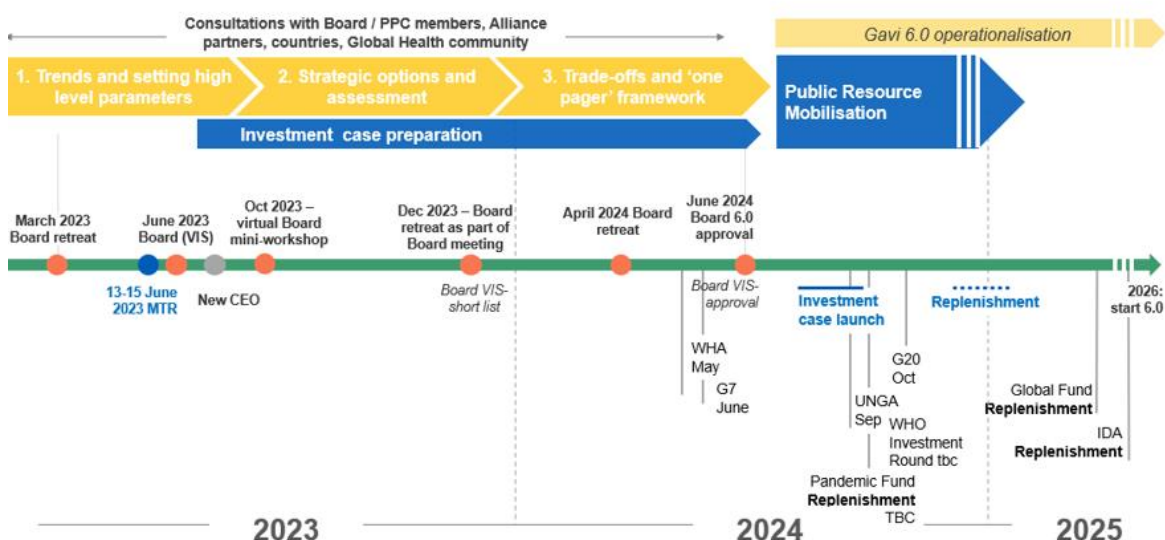 Consultations with Board / PPC members, Alliance
partners, countries, Global Health community
Gavi 6.0 operationalisation
1. Trends and setting high
level parameters
2. Strategic options and
assessment
3. Trade-offs and ‘one
pager’ framework
Public Resource
Mobilisation
Investment case preparation
March 2023
Board retreat
June 2023
Board (VIS)
Oct 2023 –
virtual Board
mini-workshop
Dec 2023 – Board
retreat as part of
Board meeting
April 2024 Board
retreat
June 2024
Board 6.0
approval
13-15 June
2023 MTR
New CEO
Board VIS-
short list
Board VIS-
approval
Investment
case launch
Replenishment
2026:
start 6.0
WHA
May
G7
June
G20
Oct
UNGA
Sep
WHO
Investment
Round tbc
Pandemic Fund
Replenishment
TBC
Global Fund
Replenishment
IDA
Replenishment
2023
2024
2025